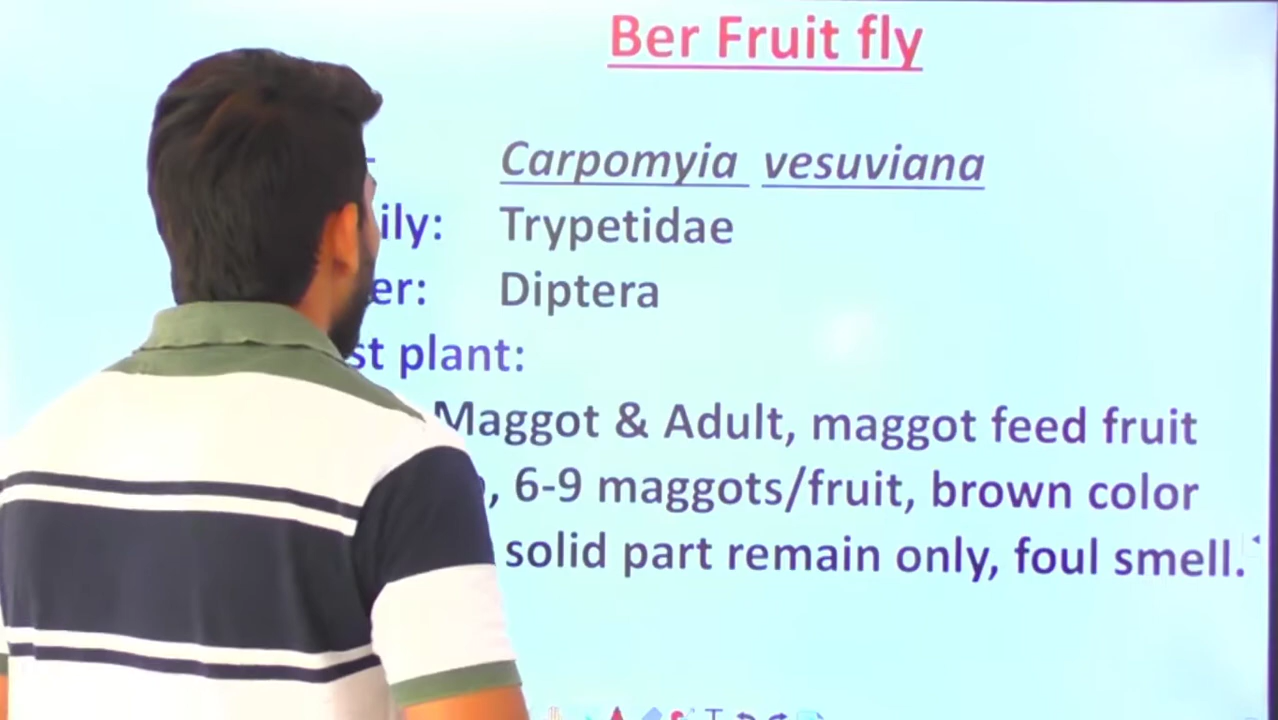 Ber Fruit fly
- Carpomyia vesuviana
ily: Trypetidae
er: Diptera
st plant:
Maggot & Adult, maggot feed fruit
, 6-9 maggots/fruit, brown color
solid part remain only, foul smell.